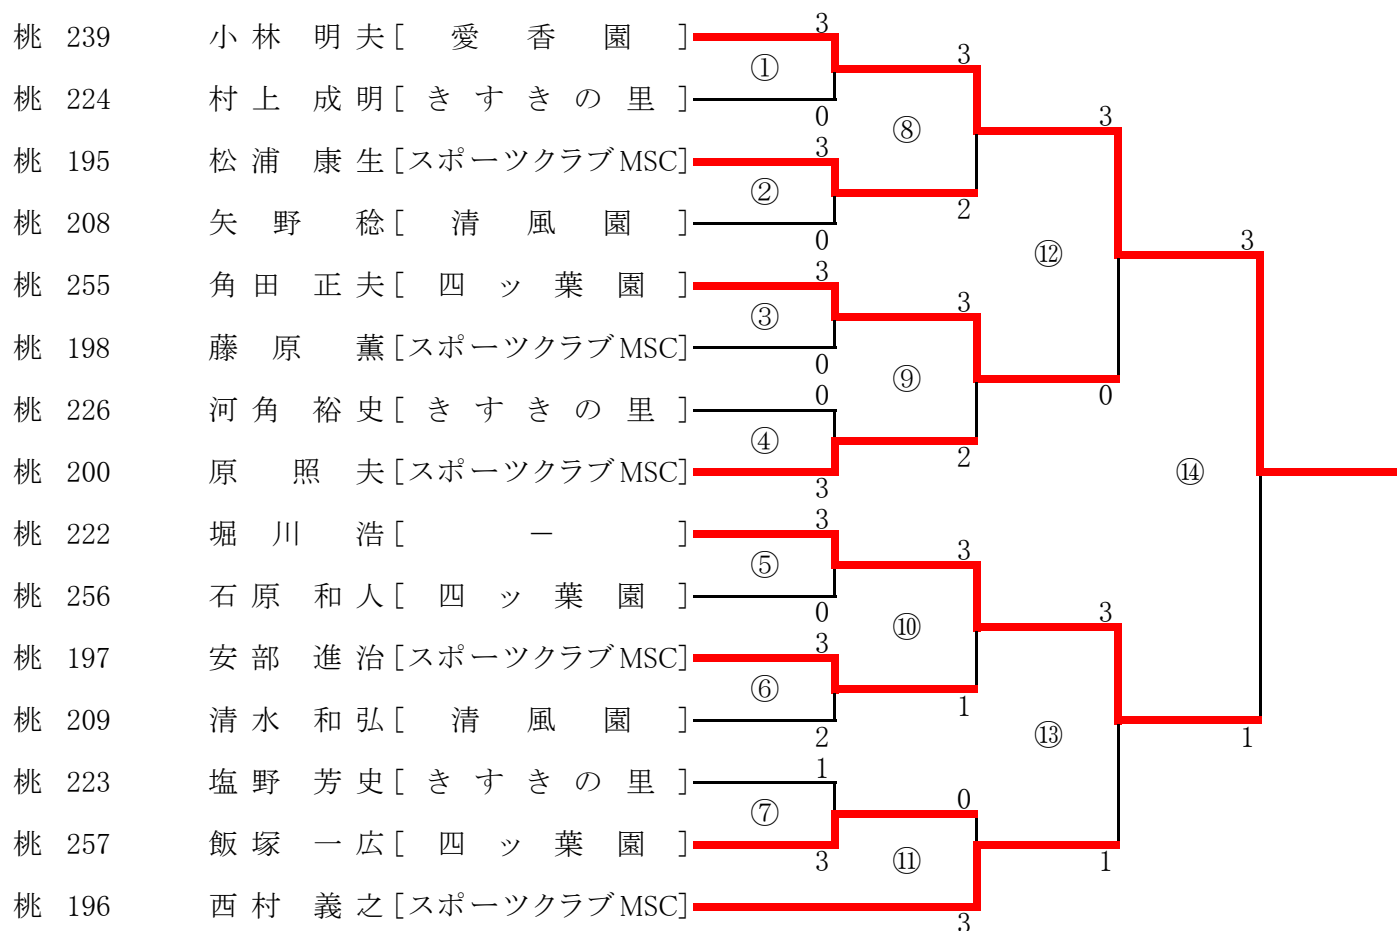 桃 239 小林 明夫[ 愛香園 ] 3
① 3
桃 224 村上 成明[ きすきの里 ] 0
⑧ 3
桃 195 松浦 康生[スポーツクラブMSC] 3
② 2
桃 208 矢野 稔[ 清風園 ] 0
⑫ 3
桃 255 角田 正夫[ 四ッ葉園 ] 3
③ 3
桃 198 藤原 薫[スポーツクラブMSC] 0
⑨ 0
桃 226 河角 裕史[ きすきの里 ] 0
④ 2
桃 200 原 照夫[スポーツクラブMSC] 3
⑭
桃 222 堀川 浩[ － ] 3
⑤ 3
桃 256 石原 和人[ 四ッ葉園 ] 0
⑩ 3
桃 197 安部 進治[スポーツクラブMSC] 3
⑥ 1
桃 209 清水 和弘[ 清風園 ] 2
⑬ 1
桃 223 塩野 芳史[ きすきの里 ] 1
⑦ 0
桃 257 飯塚 一広[ 四ッ葉園 ] 3
⑪ 1
桃 196 西村 義之[スポーツクラブMSC] 3